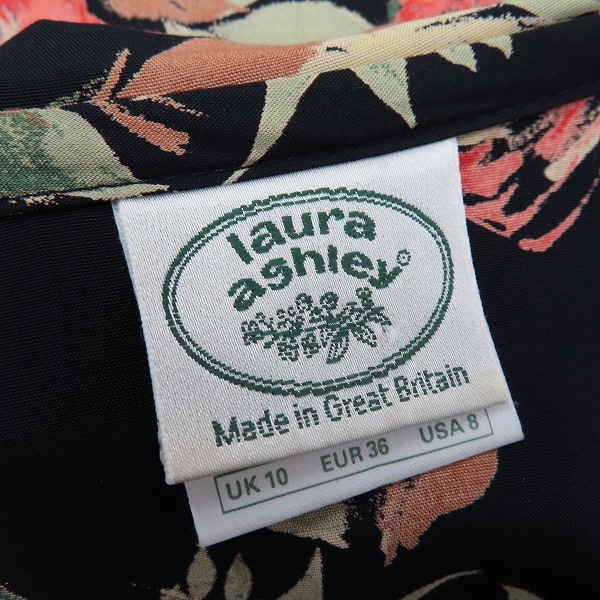 laura
ashley®
Made in Great Britain
UK 10 EUR 36 USA 8